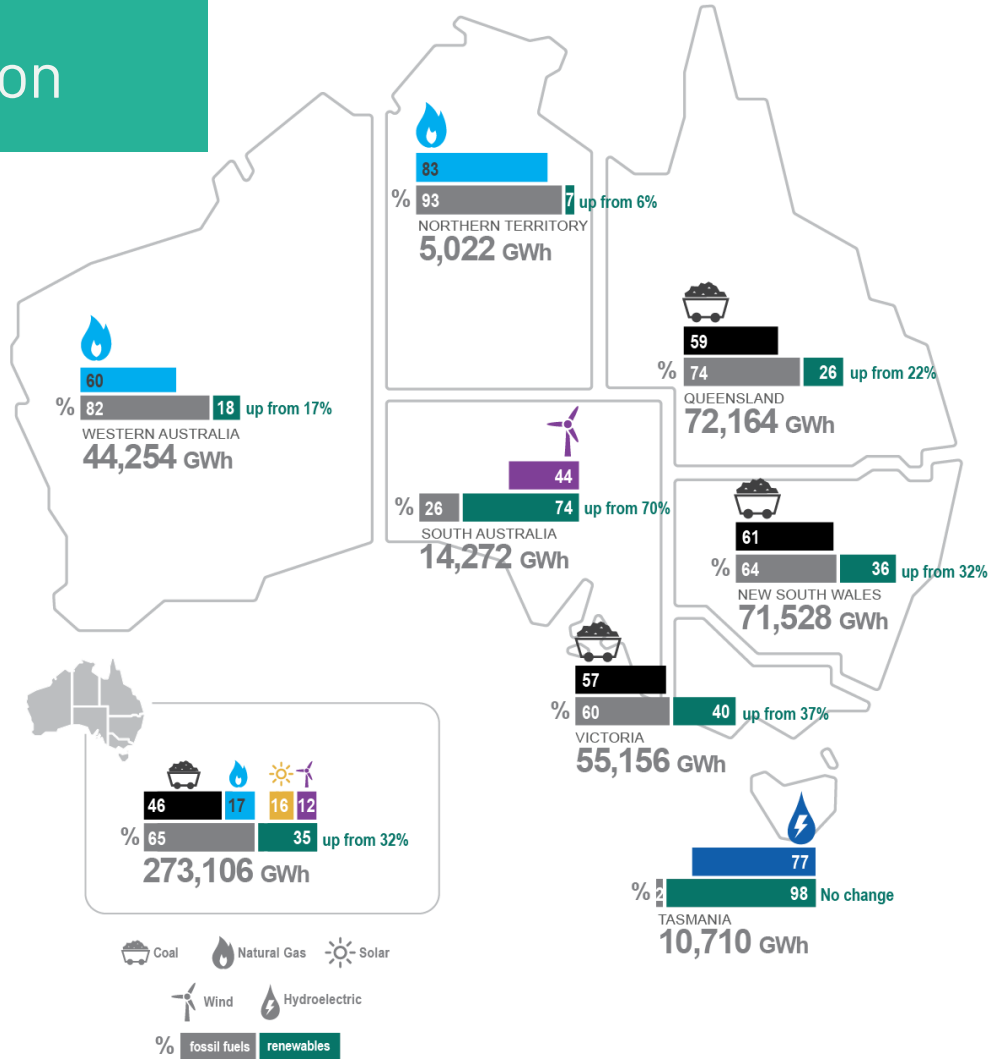 on
83
% 93 7 up from 6%
NORTHERN TERRITORY
5,022 GWh
59
% 74 26 up from 22%
QUEENSLAND
72,164 GWh
60
% 82 18 up from 17%
WESTERN AUSTRALIA
44,254 GWh
44
% 26 74 up from 70%
SOUTH AUSTRALIA
14,272 GWh
61
% 64 36 up from 32%
NEW SOUTH WALES
71,528 GWh
57
% 60 40 up from 37%
VICTORIA
55,156 GWh
46 17 16 12
% 65 35 up from 32%
273,106 GWh
77
% 2 98 No change
TASMANIA
10,710 GWh
Coal Natural Gas Solar
Wind Hydroelectric
% fossil fuels renewables